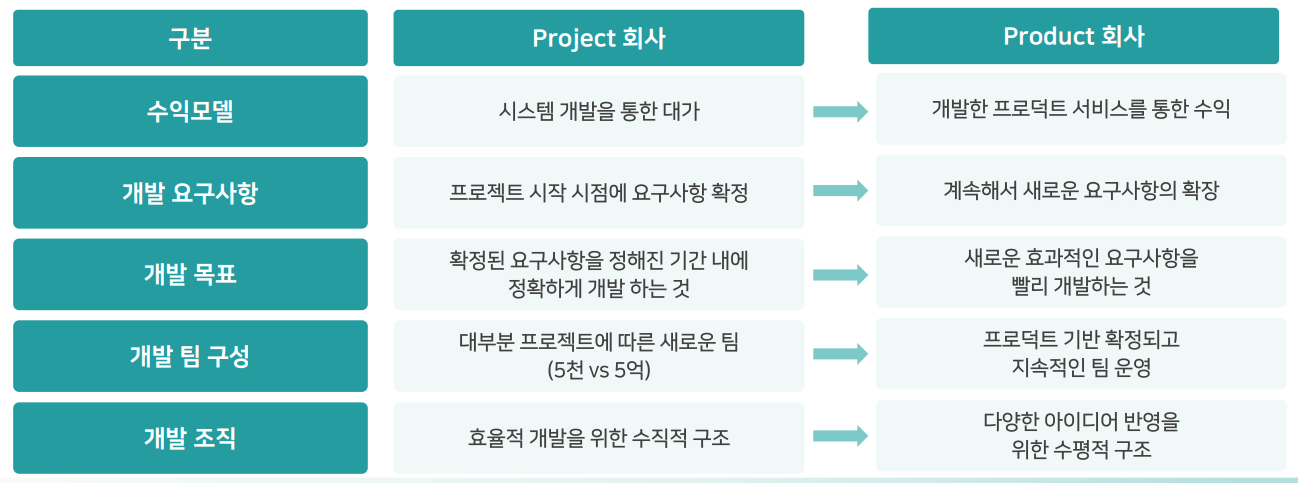 구분
Project 회사
Product 회사
수익모델
시스템 개발을 통한 대가
개발한 프로덕트 서비스를 통한 수익
개발 요구사항
프로젝트 시작 시점에 요구사항 확정
계속해서 새로운 요구사항의 확장
개발 목표
확정된 요구사항을 정해진 기간 내에
정확하게 개발 하는 것
새로운 효과적인 요구사항을
빨리 개발하는 것
개발 팀 구성
대부분 프로젝트에 따른 새로운 팀
(5천 vs 5억)
프로덕트 기반 확정되고
지속적인 팀 운영
개발 조직
효율적 개발을 위한 수직적 구조
다양한 아이디어 반영을
위한 수평적 구조